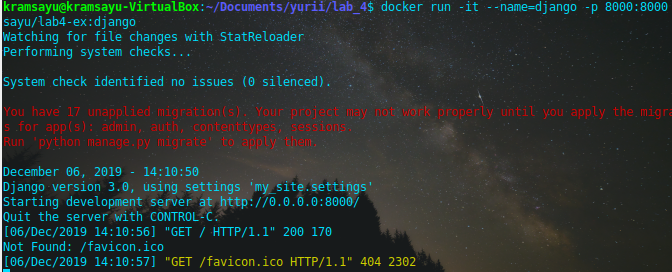 kramsayu@kramsayu-VirtualBox:~/Documents/yurii/lab_4$ docker run -it --name=django -p 8000:8000
sayu/lab4-ex:django
Watching for file changes with StatReloader
Performing system checks...
System check identified no issues (0 silenced).
You have 17 unapplied migration(s). Your project may not work properly until you apply the migra
s for app(s): admin, auth, contenttypes, sessions.
Run 'python manage.py migrate' to apply them.
December 06, 2019 - 14:10:50
Django version 3.0, using settings 'my_site.settings'
Starting development server at http://0.0.0.0:8000/
Quit the server with CONTROL-C.
[06/Dec/2019 14:10:56] "GET / HTTP/1.1" 200 170
Not Found: /favicon.ico
[06/Dec/2019 14:10:57] "GET /favicon.ico HTTP/1.1" 404 2302